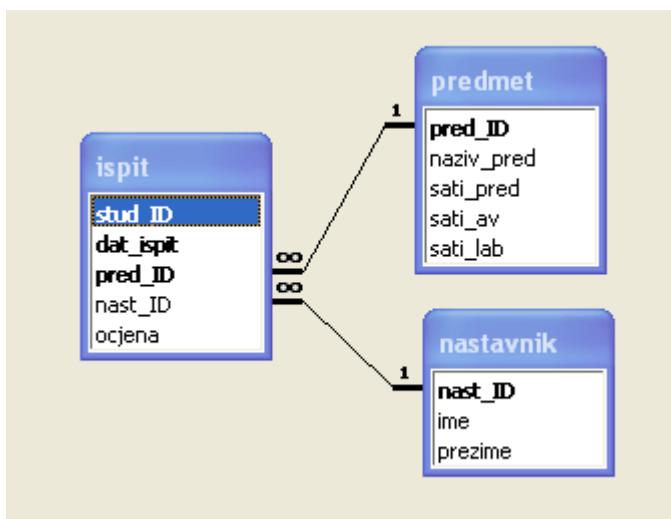 ispit
stud_ID
dat_ispit
pred_ID
nast_ID
ocjena
∞
∞
1
predmet
pred_ID
naziv_pred
sati_pred
sati_av
sati_lab
1
nastavnik
nast_ID
ime
prezime